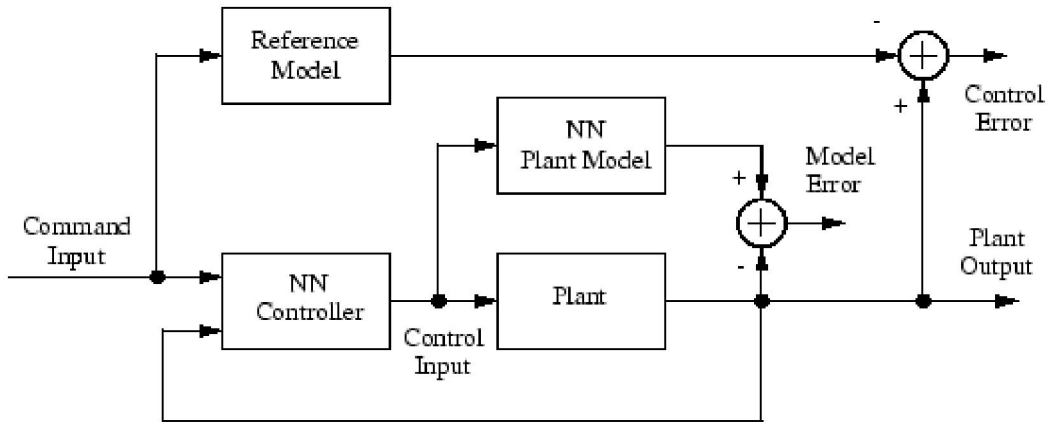 Reference
Model
-
+
Control
Error
NN
Plant Model
Model
Error
+
-
Command
Input
NN
Controller
Control
Input
Plant
Plant
Output